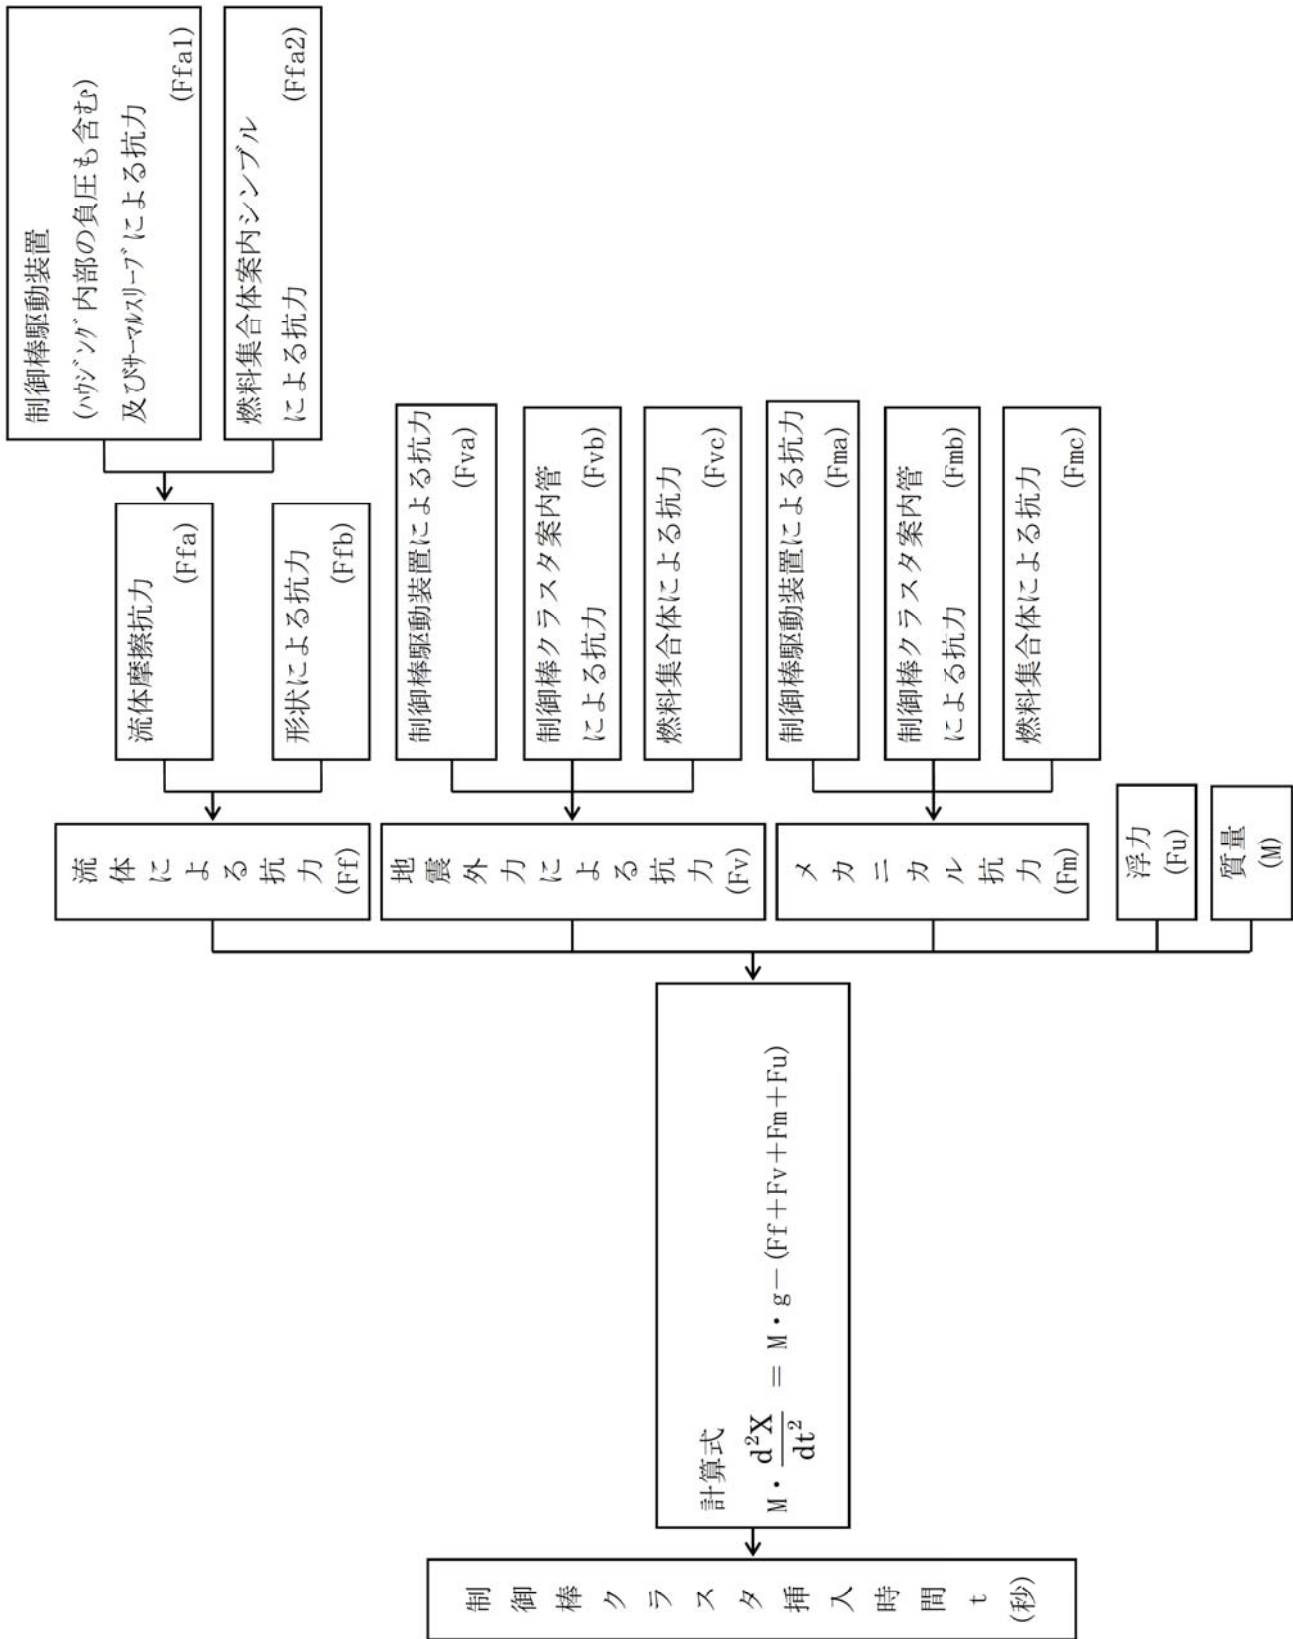 制御棒駆動装置
(ハウジング内部の負圧も含む)
及びサーマルスリーブによる抗力
(Ffa1)
燃料集合体案内シンブル
による抗力
(Ffa2)
流体摩擦抗力
(Ffa)
形状による抗力
(Ffb)
制御棒駆動装置による抗力
(Fva)
制御棒クラスタ案内管
による抗力
(Fvb)
燃料集合体による抗力
(Fvc)
制御棒駆動装置による抗力
(Fma)
制御棒クラスタ案内管
による抗力
(Fmb)
燃料集合体による抗力
(Fmc)
流体による抗力
(Ff)
地震外力による抗力
(Fv)
メカニカル抗力
(Fm)
浮力
(Fu)
質量
(M)
計算式
M・d²X/dt² = M・g－(Ff＋Fv＋Fm＋Fu)
制御棒クラスタ挿入時間t
(秒)